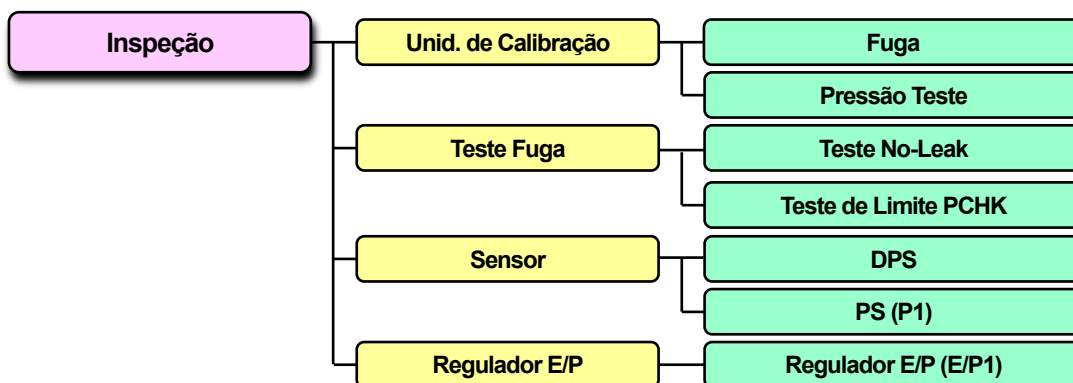 Inspeção
Unid. de Calibração
Fuga
Pressão Teste
Teste Fuga
Teste No-Leak
Teste de Limite PCHK
Sensor
DPS
PS (P1)
Regulador E/P
Regulador E/P (E/P1)